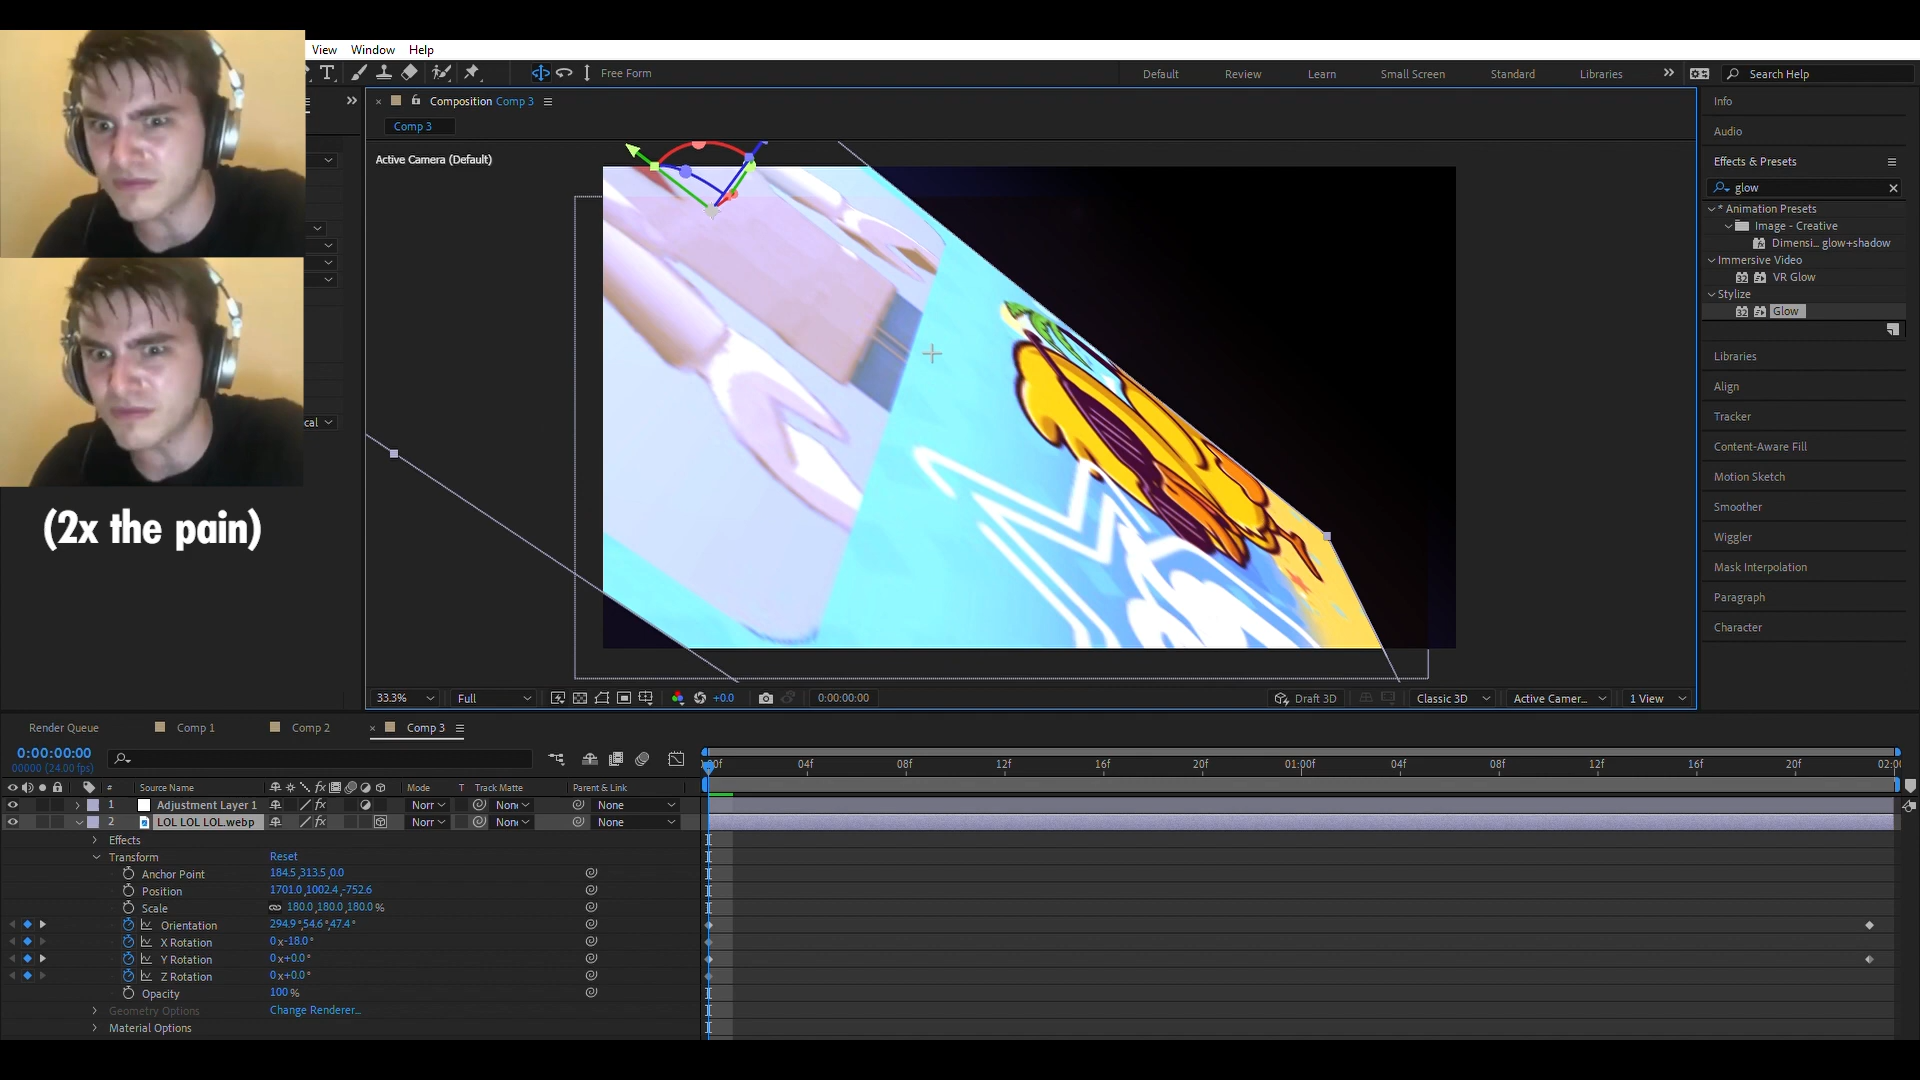 View Window Help
Free Form
Default Review Learn Small Screen Standard Libraries Search Help
Composition Comp 3
Comp 3
Active Camera (Default)
Info
Audio
Effects & Presets
glow
* Animation Presets
Image - Creative
Dimensi... glow+shadow
Immersive Video
VR Glow
Stylize
Glow
Libraries
Align
Tracker
Content-Aware Fill
Motion Sketch
Smoother
Wiggler
Mask Interpolation
Paragraph
Character
cal
(2x the pain)
33.3% Full +0.0 0:00:00:00 Draft 3D Classic 3D Active Camer... 1 View
Render Queue Comp 1 Comp 2 Comp 3
0:00:00:00
00000 (24.00 fps)
:00f 04f 08f 12f 16f 20f 01:00f 04f 08f 12f 16f 20f 02:00
# Source Name fx Mode T Track Matte Parent & Link
1 Adjustment Layer 1 fx Norr None None
2 LOL LOL LOL.webp fx Norr None None
Effects
Transform Reset
Anchor Point 184.5,313.5,0.0
Position 1701.0,1002.4,-752.6
Scale 180.0,180.0,180.0 %
Orientation 294.9°,54.6°,47.4°
X Rotation 0x-18.0°
Y Rotation 0x+0.0°
Z Rotation 0x+0.0°
Opacity 100 %
Geometry Options Change Renderer...
Material Options